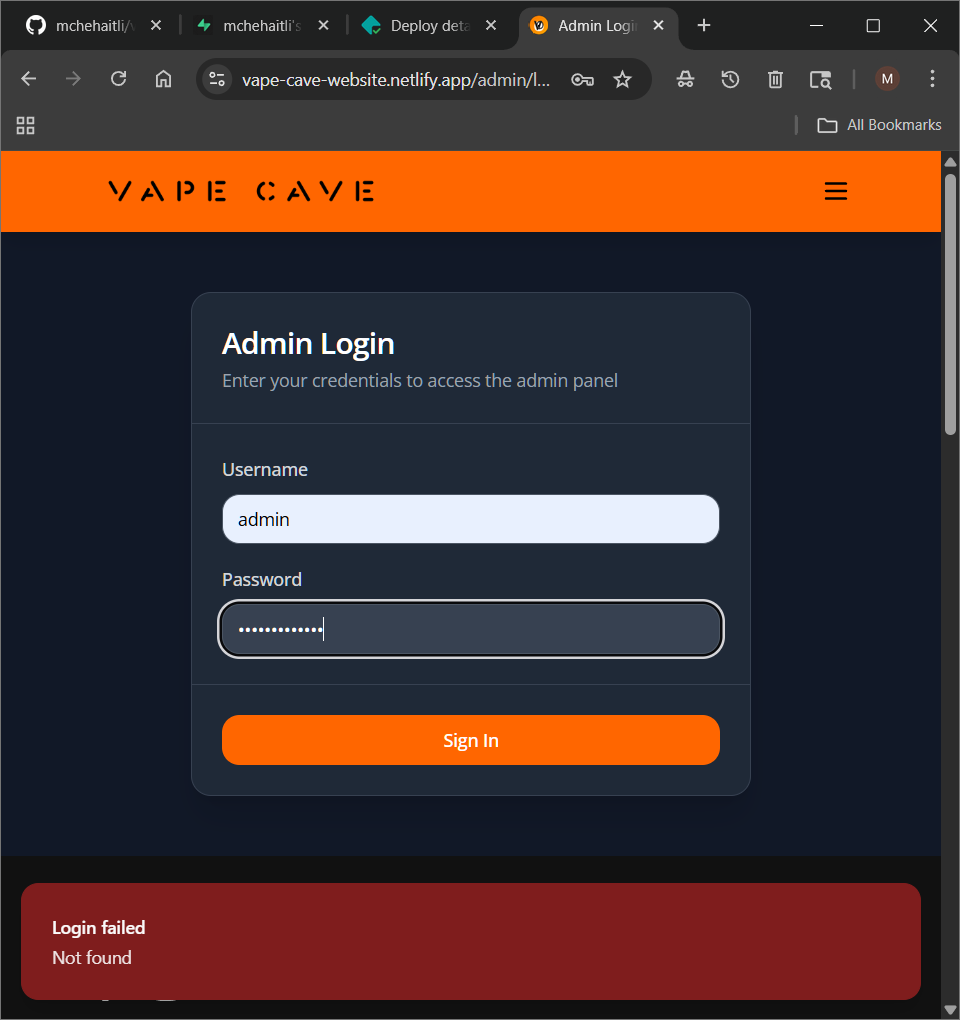 mchehaitli/
mchehaitli's
Deploy deta
Admin Login
vape-cave-website.netlify.app/admin/l...
M
All Bookmarks
VAPE CAVE
Admin Login
Enter your credentials to access the admin panel
Username
admin
Password
•••••••••••••
Sign In
Login failed
Not found